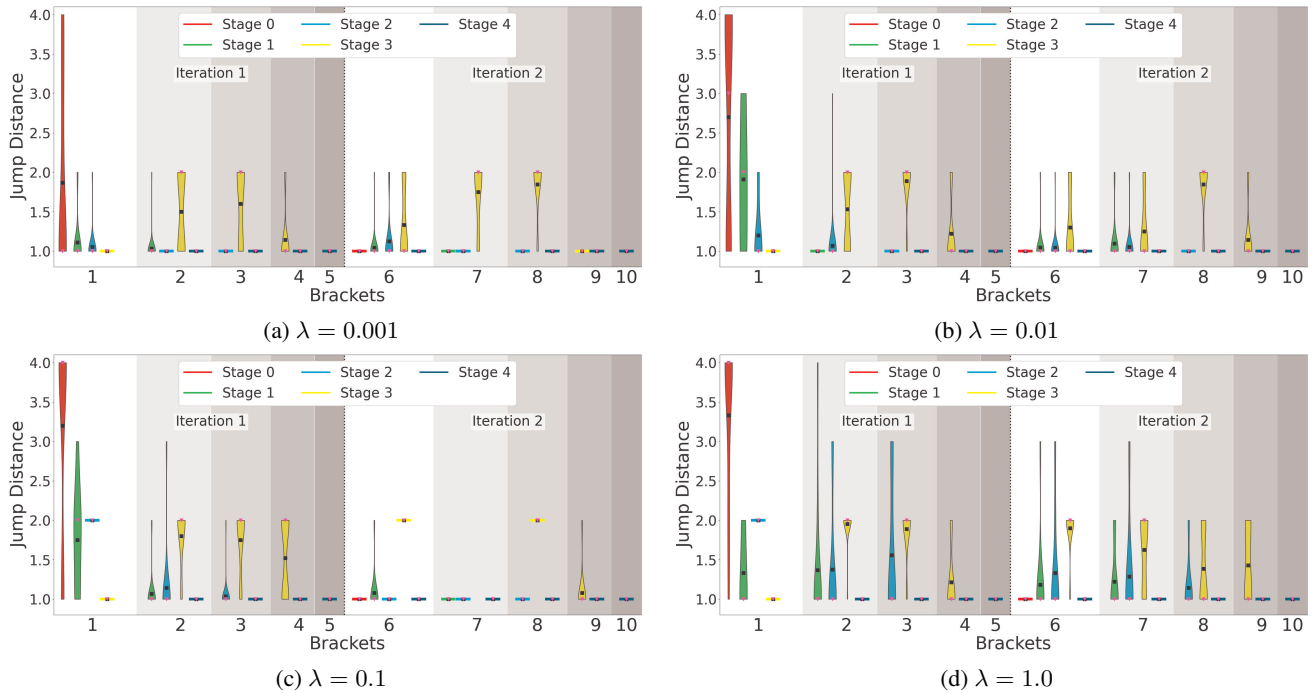 4.0
3.5
3.0
2.5
2.0
1.5
1.0
Jump Distance
Stage 0 Stage 2 Stage 4
Stage 1 Stage 3
Iteration 1 Iteration 2
1 2 3 4 5 6 7 8 9 10
Brackets
(a) λ = 0.001
4.0
3.5
3.0
2.5
2.0
1.5
1.0
Jump Distance
Stage 0 Stage 2 Stage 4
Stage 1 Stage 3
Iteration 1 Iteration 2
1 2 3 4 5 6 7 8 9 10
Brackets
(b) λ = 0.01
4.0
3.5
3.0
2.5
2.0
1.5
1.0
Jump Distance
Stage 0 Stage 2 Stage 4
Stage 1 Stage 3
Iteration 1 Iteration 2
1 2 3 4 5 6 7 8 9 10
Brackets
(c) λ = 0.1
4.0
3.5
3.0
2.5
2.0
1.5
1.0
Jump Distance
Stage 0 Stage 2 Stage 4
Stage 1 Stage 3
Iteration 1 Iteration 2
1 2 3 4 5 6 7 8 9 10
Brackets
(d) λ = 1.0